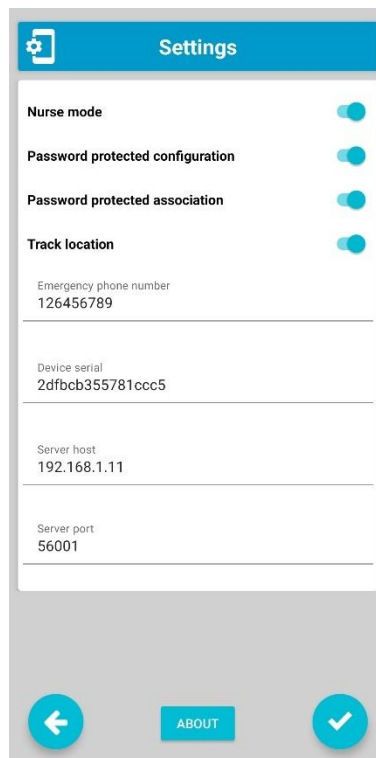 Settings
Nurse mode
Password protected configuration
Password protected association
Track location
Emergency phone number
126456789
Device serial
2dfbcb355781ccc5
Server host
192.168.1.11
Server port
56001
ABOUT